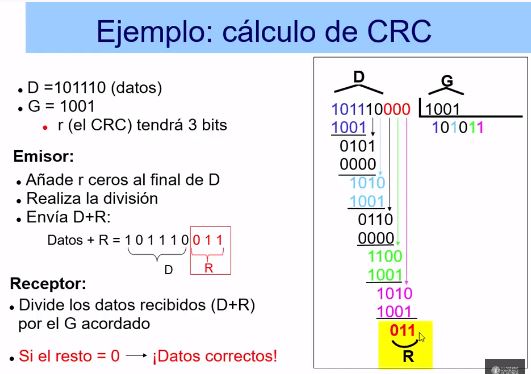 Ejemplo: cálculo de CRC
• D =101110 (datos)
• G = 1001
• r (el CRC) tendrá 3 bits
Emisor:
• Añade r ceros al final de D
• Realiza la división
• Envía D+R:
Datos + R = 1 0 1 1 1 0 0 1 1
D R
Receptor:
• Divide los datos recibidos (D+R)
por el G acordado
• Si el resto = 0 → ¡Datos correctos!
D G
101110000 1001
1001 101011
0101
0000
1010
1001
0110
0000
1100
1001
1010
1001
011
R